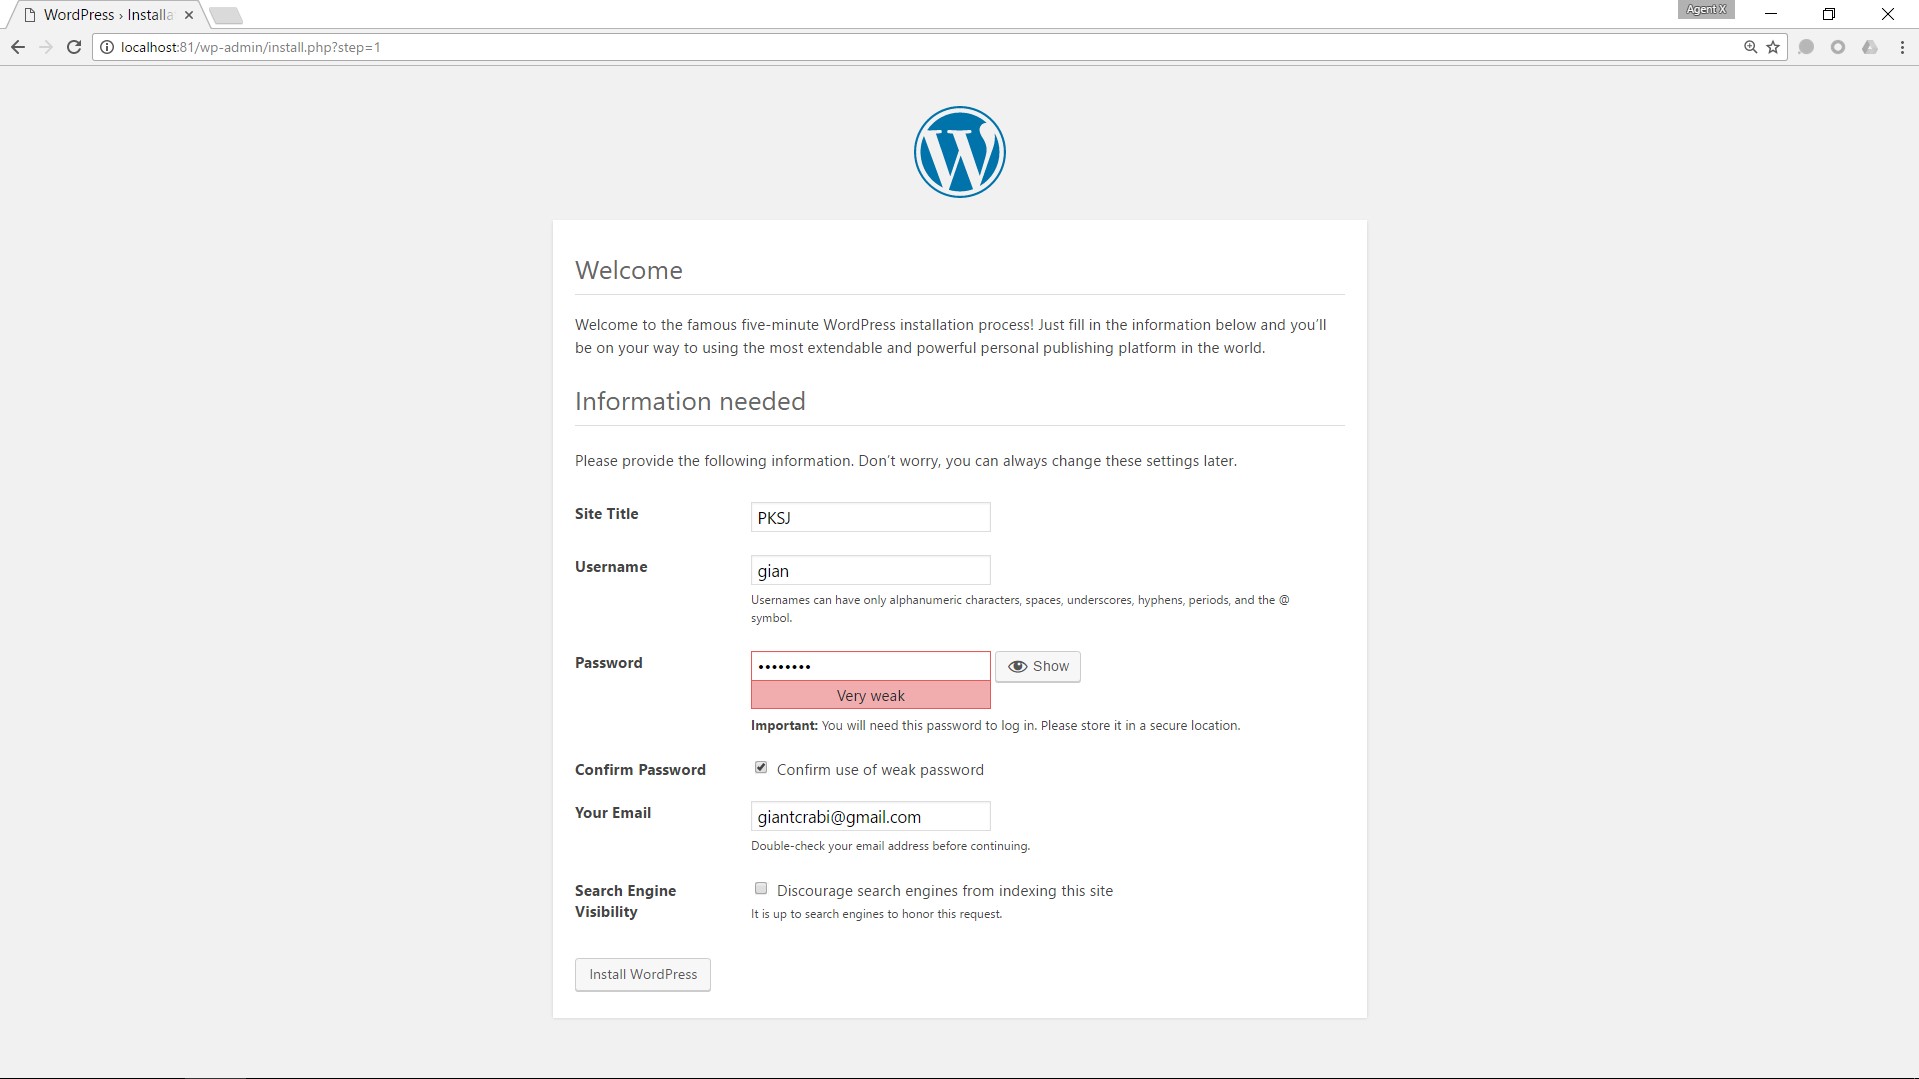 WordPress › Installa
Agent X
localhost:81/wp-admin/install.php?step=1
Welcome
Welcome to the famous five-minute WordPress installation process! Just fill in the information below and you’ll
be on your way to using the most extendable and powerful personal publishing platform in the world.
Information needed
Please provide the following information. Don’t worry, you can always change these settings later.
Site Title
PKSJ
Username
gian
Usernames can have only alphanumeric characters, spaces, underscores, hyphens, periods, and the @
symbol.
Password
••••••••
Show
Very weak
Important: You will need this password to log in. Please store it in a secure location.
Confirm Password
Confirm use of weak password
Your Email
giantcrabi@gmail.com
Double-check your email address before continuing.
Search Engine
Visibility
Discourage search engines from indexing this site
It is up to search engines to honor this request.
Install WordPress